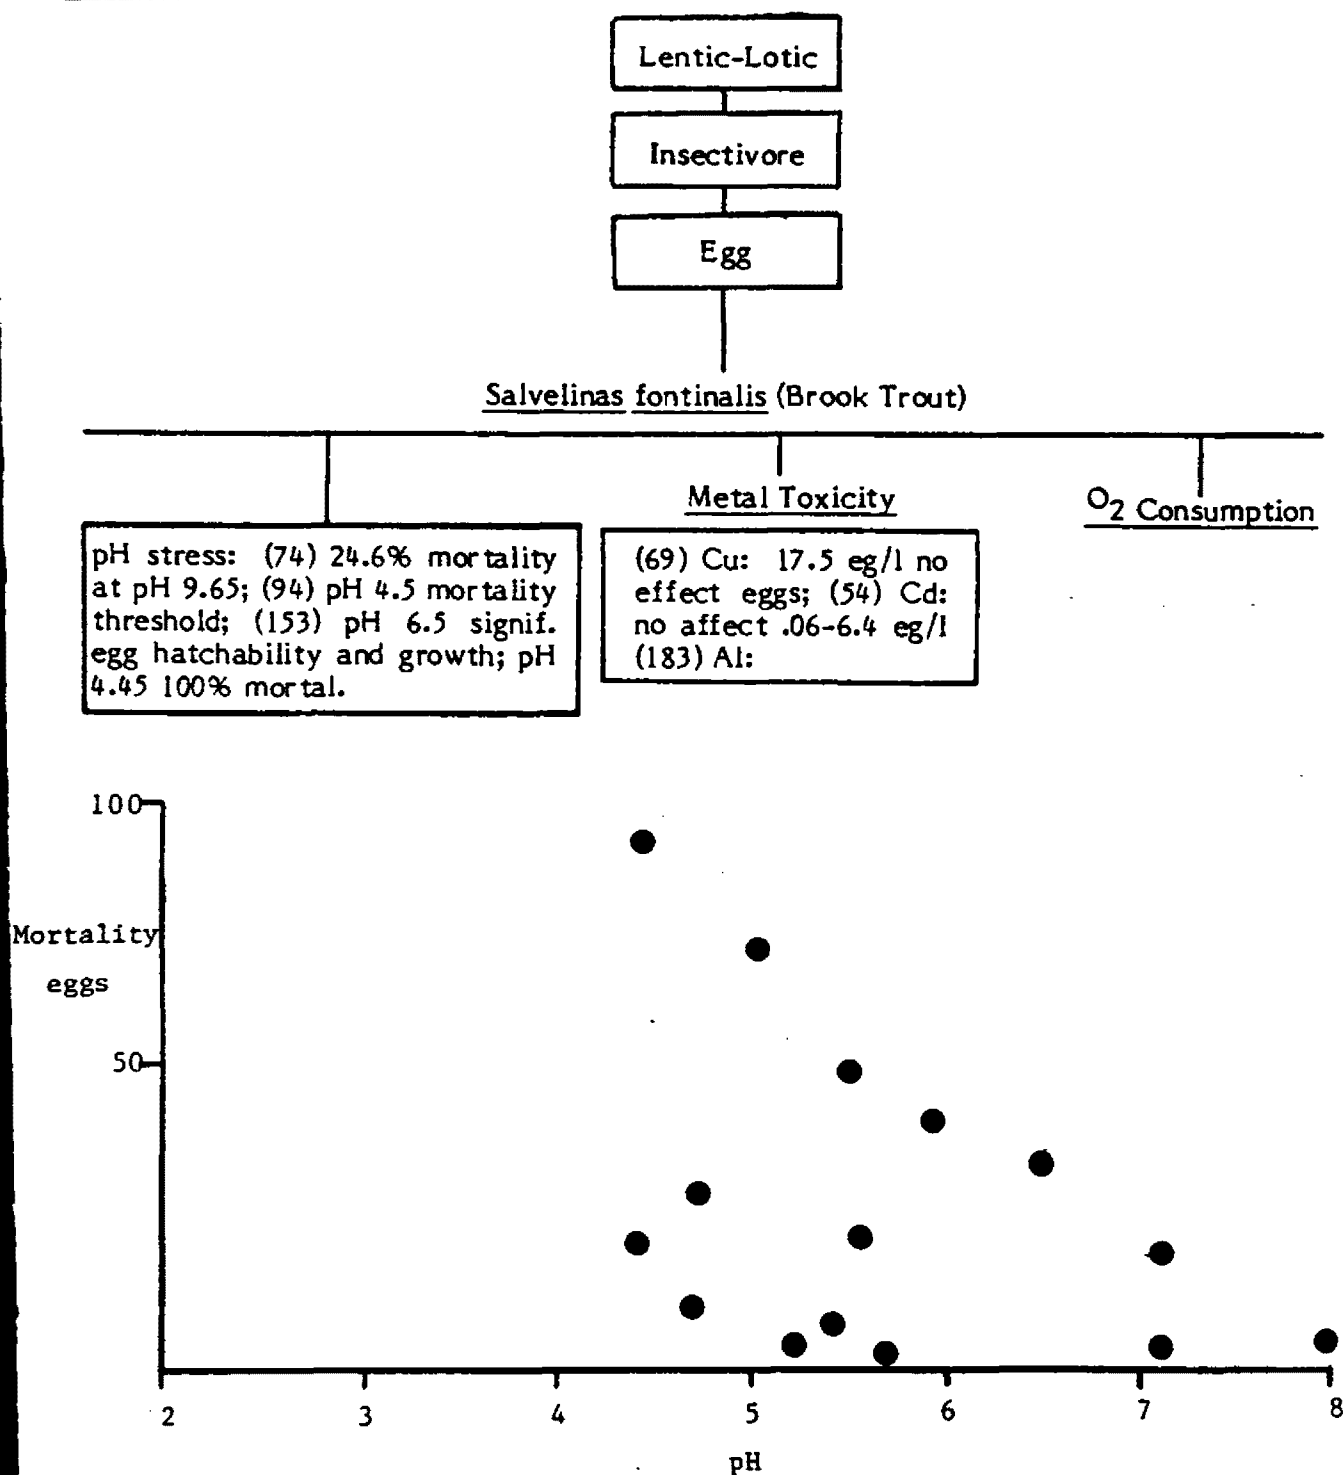 Lentic-Lotic
Insectivore
Egg
Salvelinas fontinalis (Brook Trout)
Metal Toxicity
O2 Consumption
pH stress: (74) 24.6% mortality
at pH 9.65; (94) pH 4.5 mortality
threshold; (153) pH 6.5 signif.
egg hatchability and growth; pH
4.45 100% mortal.
(69) Cu: 17.5 eg/l no
effect eggs; (54) Cd:
no affect .06-6.4 eg/l
(183) Al:
100
Mortality
eggs
50
2 3 4 5 6 7 8
pH